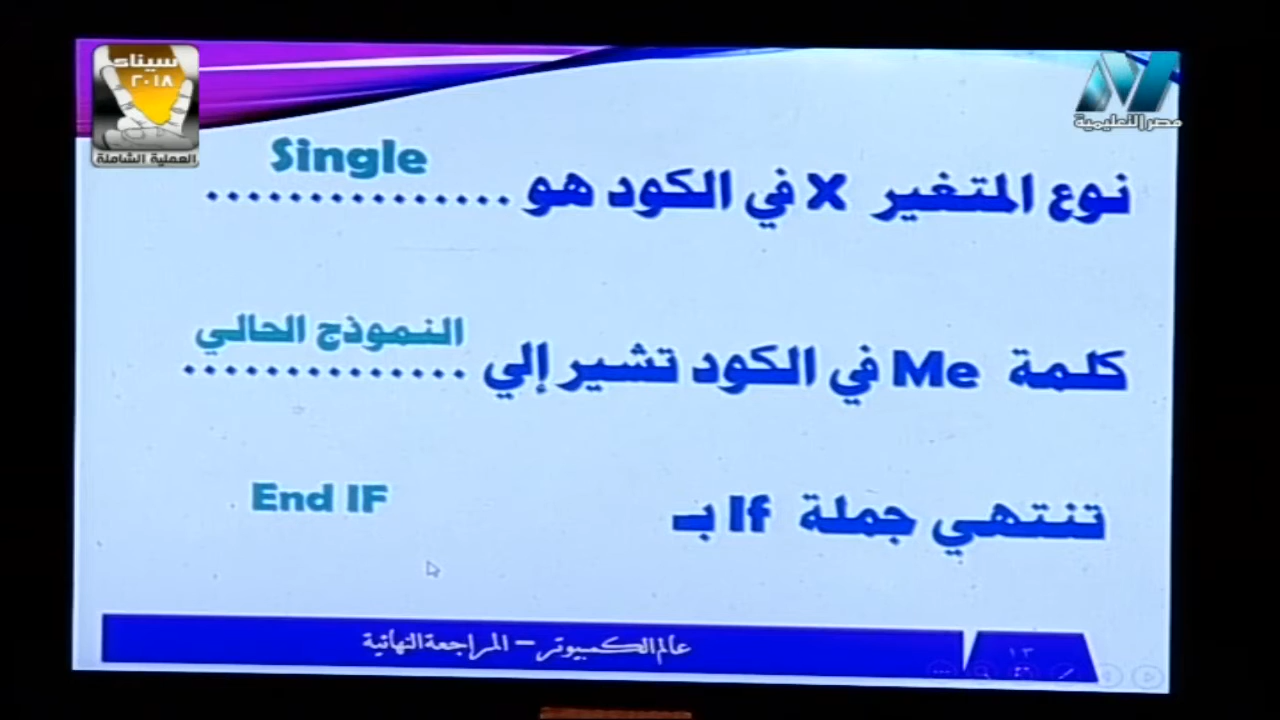 سيناء
٢٠١٨
العملية الشاملة
مصر التعليمية
Single
نوع المتغير X في الكود هو ...............
النموذج الحالي
كلمة Me في الكود تشير إلي ..............
End IF
تنتهي جملة If بـ
عالم الكمبيوتر – المراجعة النهائية
١٣